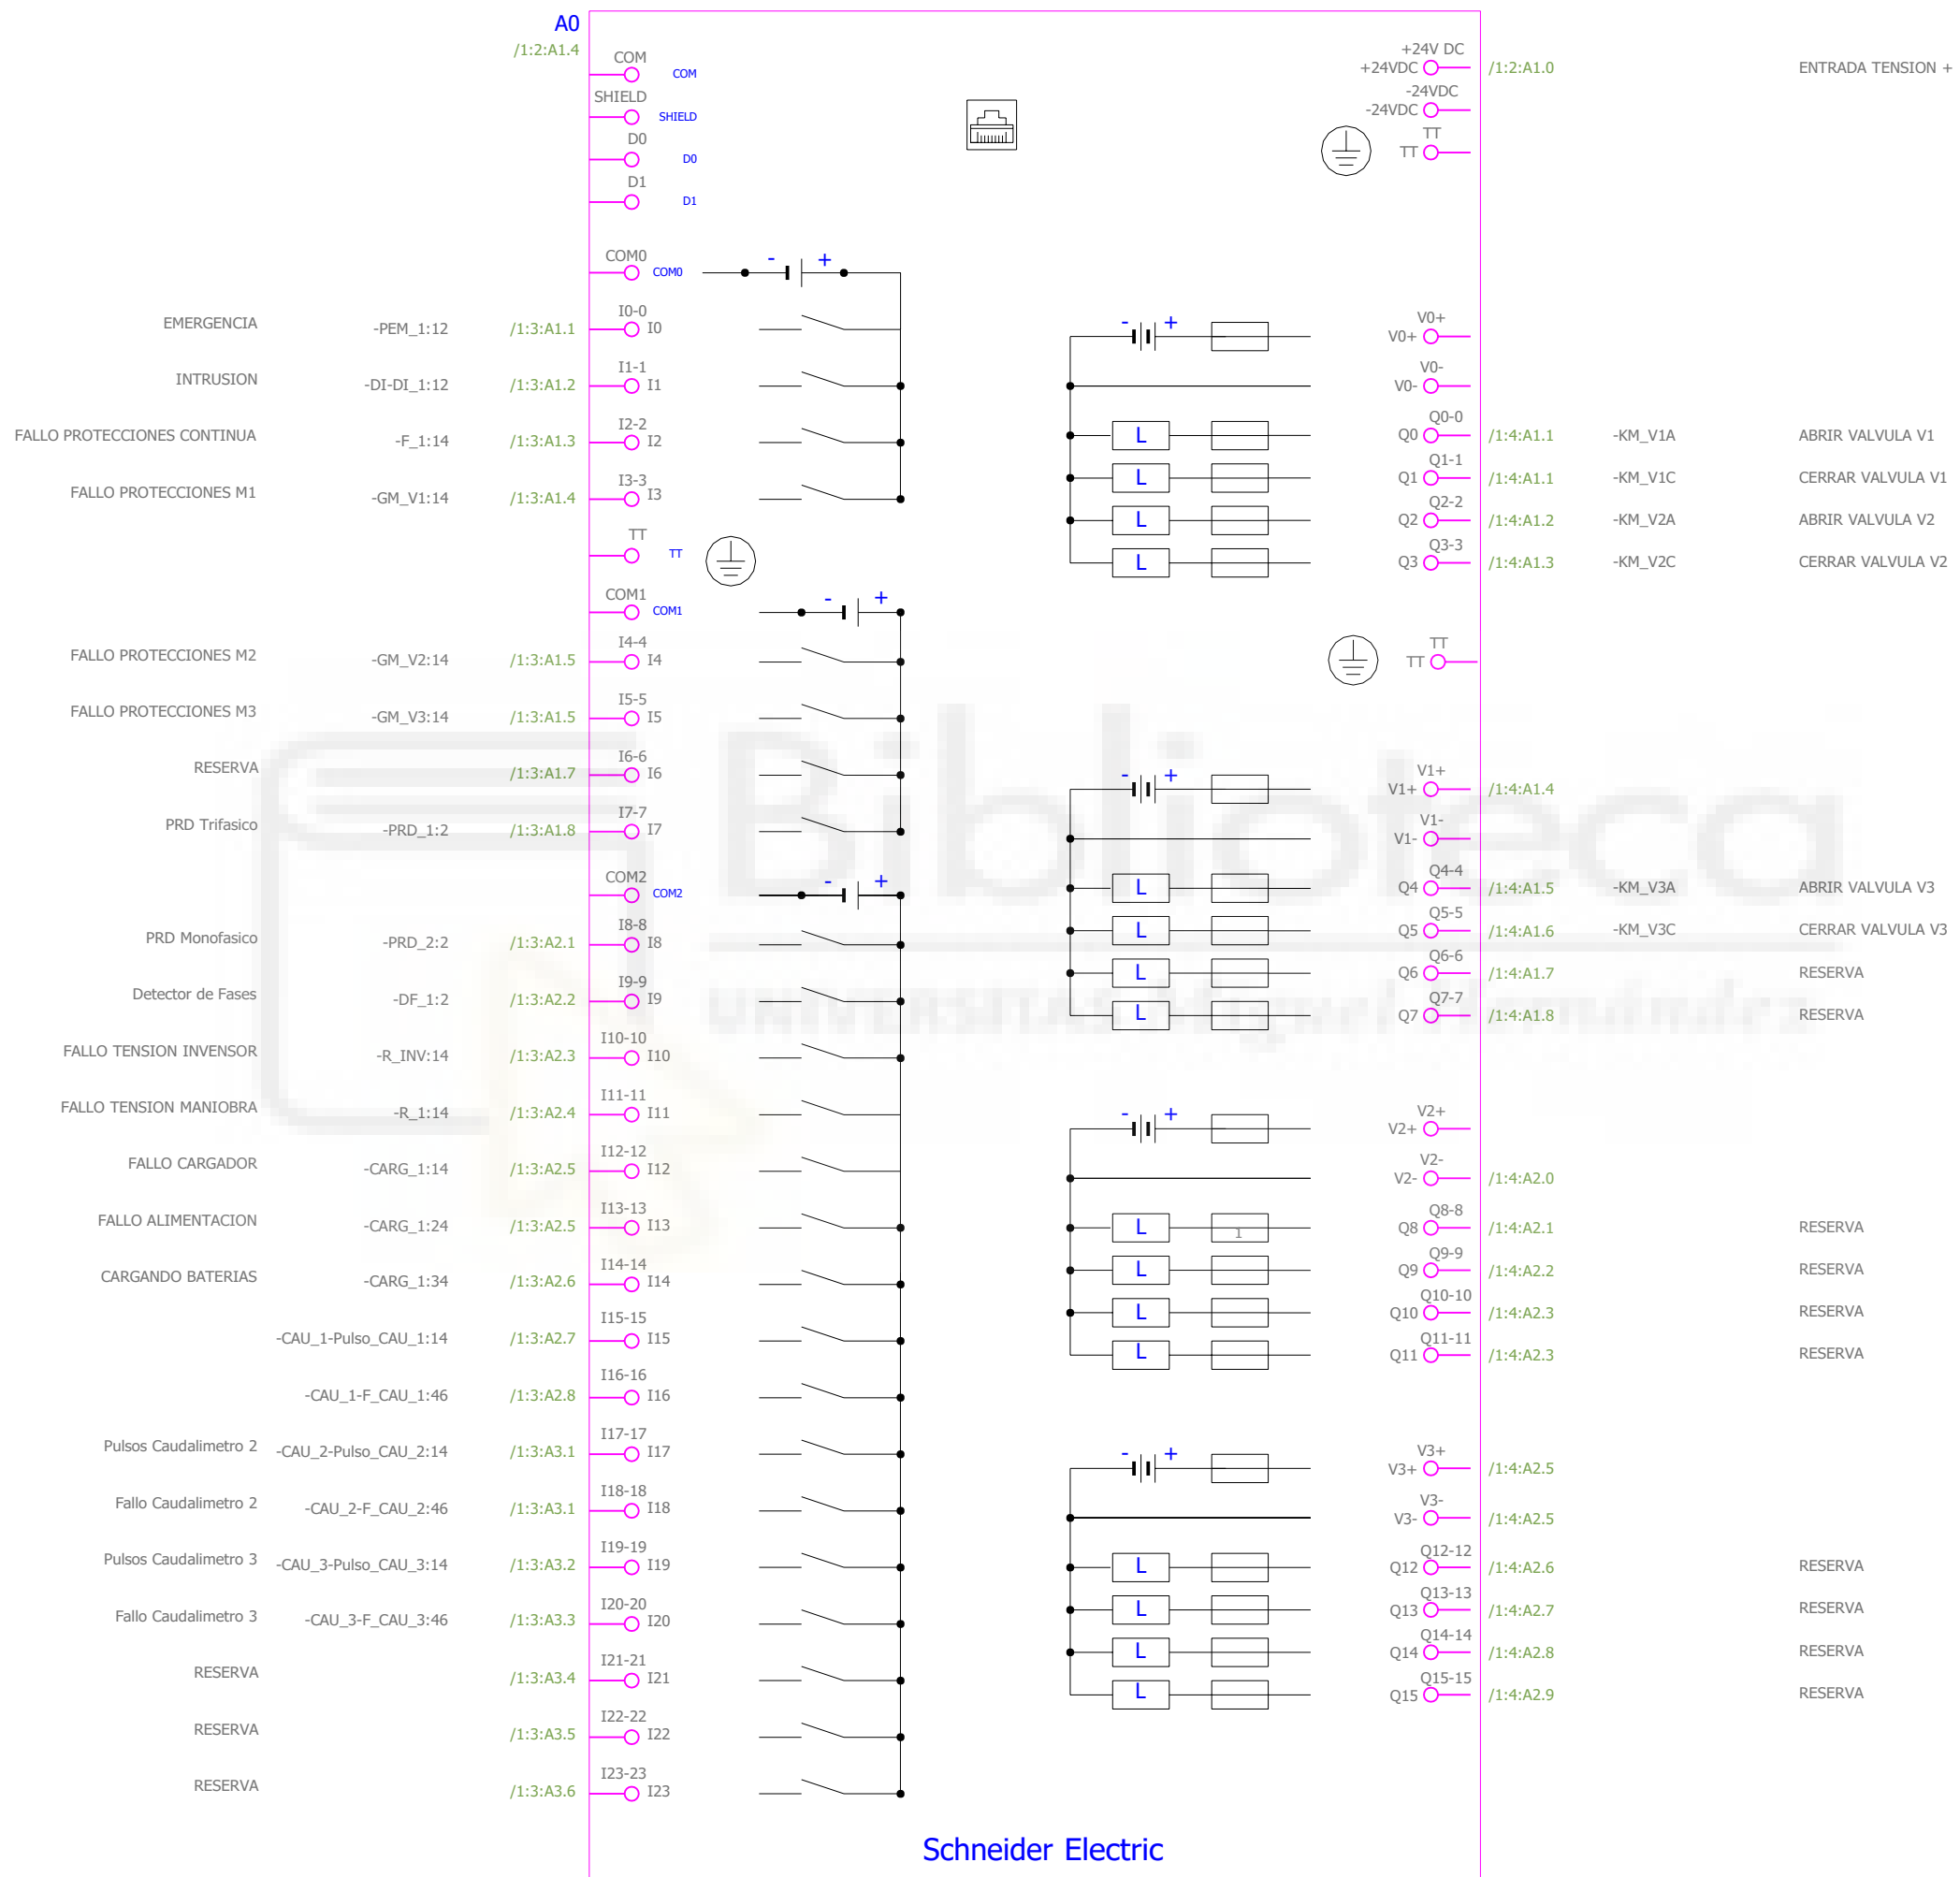 A0
/1:2:A1.4
COM
COM
SHIELD
SHIELD
D0
D0
D1
D1
COM0
COM0
- +
EMERGENCIA -PEM_1:12 /1:3:A1.1 I0-0 I0
INTRUSION -DI-DI_1:12 /1:3:A1.2 I1-1 I1
FALLO PROTECCIONES CONTINUA -F_1:14 /1:3:A1.3 I2-2 I2
FALLO PROTECCIONES M1 -GM_V1:14 /1:3:A1.4 I3-3 I3
TT
TT
COM1
COM1
- +
FALLO PROTECCIONES M2 -GM_V2:14 /1:3:A1.5 I4-4 I4
FALLO PROTECCIONES M3 -GM_V3:14 /1:3:A1.5 I5-5 I5
RESERVA /1:3:A1.7 I6-6 I6
PRD Trifasico -PRD_1:2 /1:3:A1.8 I7-7 I7
COM2
COM2
- +
PRD Monofasico -PRD_2:2 /1:3:A2.1 I8-8 I8
Detector de Fases -DF_1:2 /1:3:A2.2 I9-9 I9
FALLO TENSION INVENSOR -R_INV:14 /1:3:A2.3 I10-10 I10
FALLO TENSION MANIOBRA -R_1:14 /1:3:A2.4 I11-11 I11
FALLO CARGADOR -CARG_1:14 /1:3:A2.5 I12-12 I12
FALLO ALIMENTACION -CARG_1:24 /1:3:A2.5 I13-13 I13
CARGANDO BATERIAS -CARG_1:34 /1:3:A2.6 I14-14 I14
-CAU_1-Pulso_CAU_1:14 /1:3:A2.7 I15-15 I15
-CAU_1-F_CAU_1:46 /1:3:A2.8 I16-16 I16
Pulsos Caudalimetro 2 -CAU_2-Pulso_CAU_2:14 /1:3:A3.1 I17-17 I17
Fallo Caudalimetro 2 -CAU_2-F_CAU_2:46 /1:3:A3.1 I18-18 I18
Pulsos Caudalimetro 3 -CAU_3-Pulso_CAU_3:14 /1:3:A3.2 I19-19 I19
Fallo Caudalimetro 3 -CAU_3-F_CAU_3:46 /1:3:A3.3 I20-20 I20
RESERVA /1:3:A3.4 I21-21 I21
RESERVA /1:3:A3.5 I22-22 I22
RESERVA /1:3:A3.6 I23-23 I23
+24V DC
+24VDC /1:2:A1.0 ENTRADA TENSION +
-24VDC
-24VDC
TT
TT
- + V0+
V0+
V0-
V0-
Q0-0
L Q0 /1:4:A1.1 -KM_V1A ABRIR VALVULA V1
Q1-1
L Q1 /1:4:A1.1 -KM_V1C CERRAR VALVULA V1
Q2-2
L Q2 /1:4:A1.2 -KM_V2A ABRIR VALVULA V2
Q3-3
L Q3 /1:4:A1.3 -KM_V2C CERRAR VALVULA V2
TT
TT
- + V1+
V1+ /1:4:A1.4
V1-
V1-
Q4-4
L Q4 /1:4:A1.5 -KM_V3A ABRIR VALVULA V3
Q5-5
L Q5 /1:4:A1.6 -KM_V3C CERRAR VALVULA V3
Q6-6
L Q6 /1:4:A1.7 RESERVA
Q7-7
L Q7 /1:4:A1.8 RESERVA
- + V2+
V2+
V2-
V2- /1:4:A2.0
Q8-8
L 1 Q8 /1:4:A2.1 RESERVA
Q9-9
L Q9 /1:4:A2.2 RESERVA
Q10-10
L Q10 /1:4:A2.3 RESERVA
Q11-11
L Q11 /1:4:A2.3 RESERVA
- + V3+
V3+ /1:4:A2.5
V3-
V3- /1:4:A2.5
Q12-12
L Q12 /1:4:A2.6 RESERVA
Q13-13
L Q13 /1:4:A2.7 RESERVA
Q14-14
L Q14 /1:4:A2.8 RESERVA
Q15-15
L Q15 /1:4:A2.9 RESERVA
Schneider Electric
Biblioteca
UNIVERSITAS Miguel Hernández